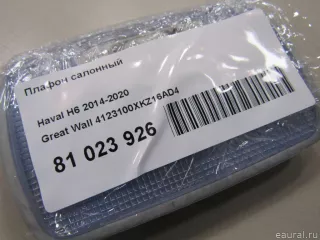 Плафон салонный
Haval H6 2014-2020
Great Wall 4123100XKZ16AD4
81 023 926
© eaural.ru